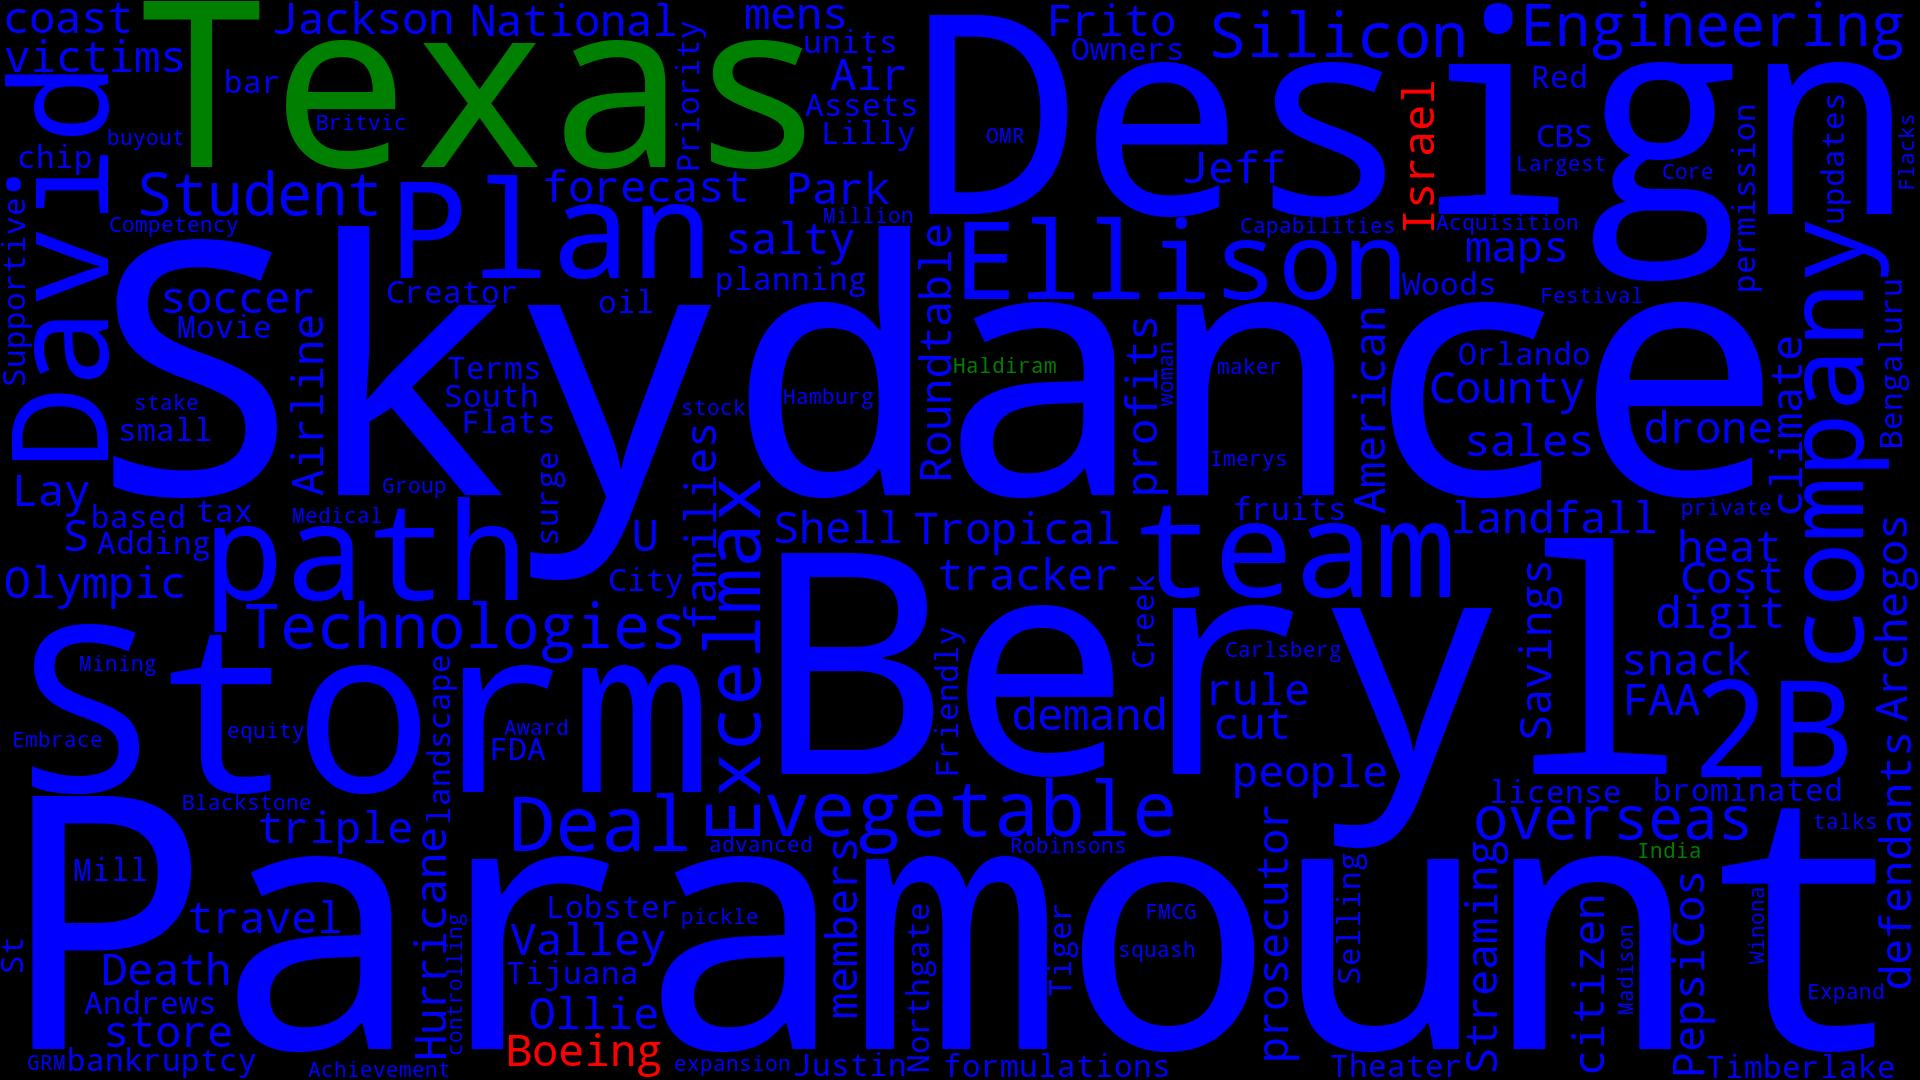 coast
Texas
Jackson
National
mens
Frito
Silicon
Design
Engineering
victims
bar
Britvic
Priority
units
Air
Assets
Lilly
Owners
OMR
Jeff
Israel
Red
CBS
Largest
Core
permission
updates
Flacks
David
buyout
chip
Student
Plan
forecast
Park
Million
Capabilities
Acquisition
maps
Competency
Supportive
Skydance
soccer
Movie
Creator
oil
salty
planning
Roundtable
Ellison
Woods
Festival
company
Bengaluru
Airline
Terms
South
Flats
stake
small
stock
Hamburg
Haldiram
profits
woman
maker
American
Orlando
County
sales
drone
climate
Imerys
Lay
Group
surge
families
S
based
tax
Adding
Medical
path
U
City
Excelmax
Shell
Tropical
team
fruits
landfall
private
heat
Cost
digit
Archegos
Olympic
Technologies
tracker
Creek
Beryl
Savings
Storm
Mining
landscape
Friendly
Carlsberg
snack
FAA
2B
Embrace
equity
Award
FDA
demand
rule
cut
people
license
brominated
defendants
Blackstone
triple
Deal
vegetable
advanced
Robinsons
overseas
talks
Paramount
Mill
Hurricane
members
prosecutor
Selling
Streaming
India
travel
Lobster
pickle
FMCG
squash
citizen
PepsiCos
Winona
St
Death
controlling
Valley
Tijuana
Northgate
Tiger
Madison
Expand
Andrews
store
Ollie
GRM
bankruptcy
Achievement
Boeing
expansion
Justin
formulations
Theater
Timberlake